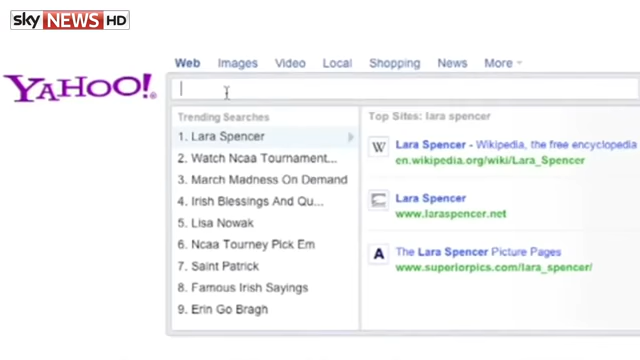 sky NEWS HD
Web Images Video Local Shopping News More
YAHOO!
Trending Searches
1. Lara Spencer
2. Watch Ncaa Tournament...
3. March Madness On Demand
4. Irish Blessings And Qu...
5. Lisa Nowak
6. Ncaa Tourney Pick Em
7. Saint Patrick
8. Famous Irish Sayings
9. Erin Go Bragh
Top Sites: lara spencer
W
Lara Spencer - Wikipedia, the free encyclopedia
en.wikipedia.org/wiki/Lara_Spencer
Lara Spencer
www.laraspencer.net
A
The Lara Spencer Picture Pages
www.superiorpics.com/lara_spencer/